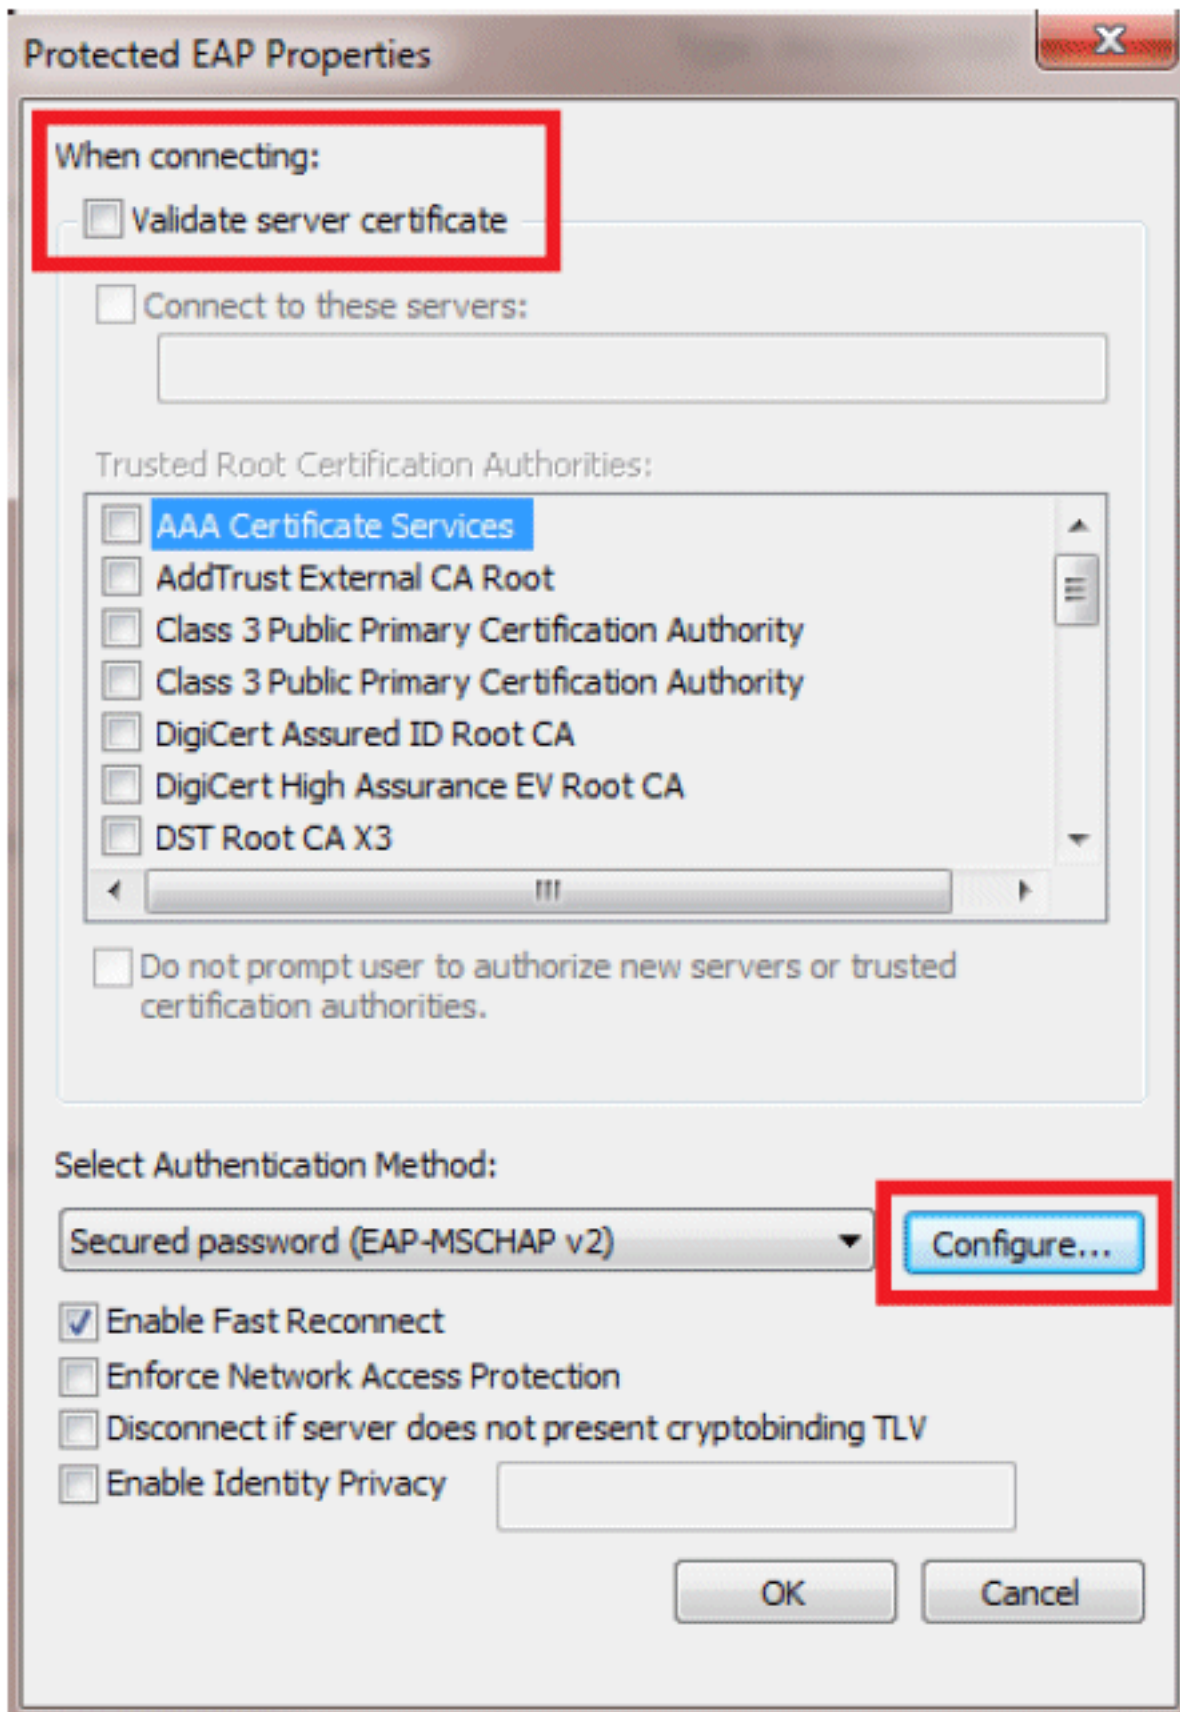 Protected EAP Properties
When connecting:
Validate server certificate
Connect to these servers:
Trusted Root Certification Authorities:
AAA Certificate Services
AddTrust External CA Root
Class 3 Public Primary Certification Authority
Class 3 Public Primary Certification Authority
DigiCert Assured ID Root CA
DigiCert High Assurance EV Root CA
DST Root CA X3
Do not prompt user to authorize new servers or trusted
certification authorities.
Select Authentication Method:
Secured password (EAP-MSCHAP v2)
Configure...
Enable Fast Reconnect
Enforce Network Access Protection
Disconnect if server does not present cryptobinding TLV
Enable Identity Privacy
OK
Cancel